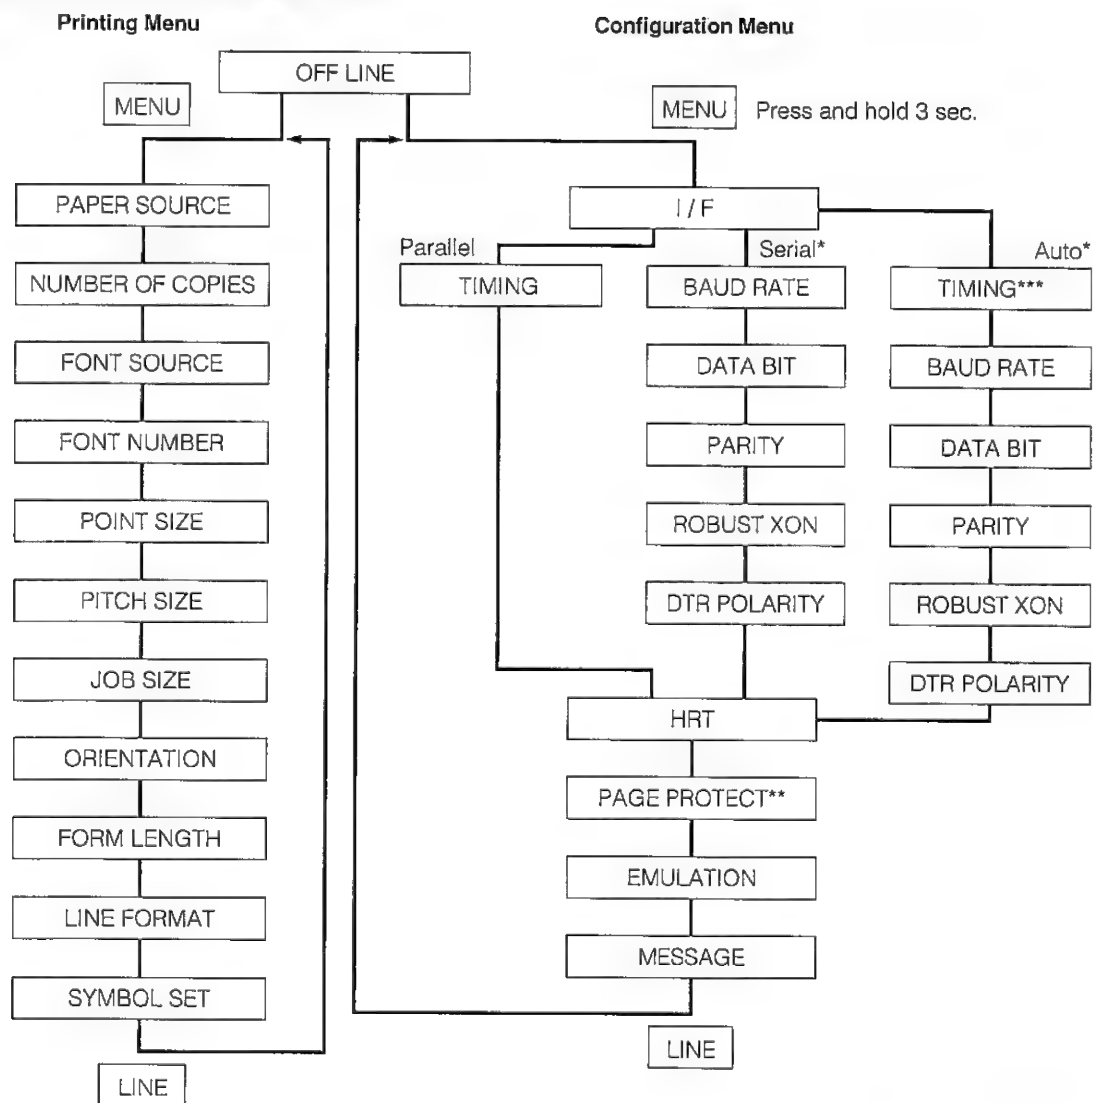 Printing Menu
Configuration Menu
OFF LINE
MENU
MENU Press and hold 3 sec.
PAPER SOURCE
NUMBER OF COPIES
FONT SOURCE
FONT NUMBER
POINT SIZE
PITCH SIZE
JOB SIZE
ORIENTATION
FORM LENGTH
LINE FORMAT
SYMBOL SET
LINE
I / F
Parallel
TIMING
Serial*
BAUD RATE
DATA BIT
PARITY
ROBUST XON
DTR POLARITY
Auto*
TIMING***
BAUD RATE
DATA BIT
PARITY
ROBUST XON
DTR POLARITY
HRT
PAGE PROTECT**
EMULATION
MESSAGE
LINE